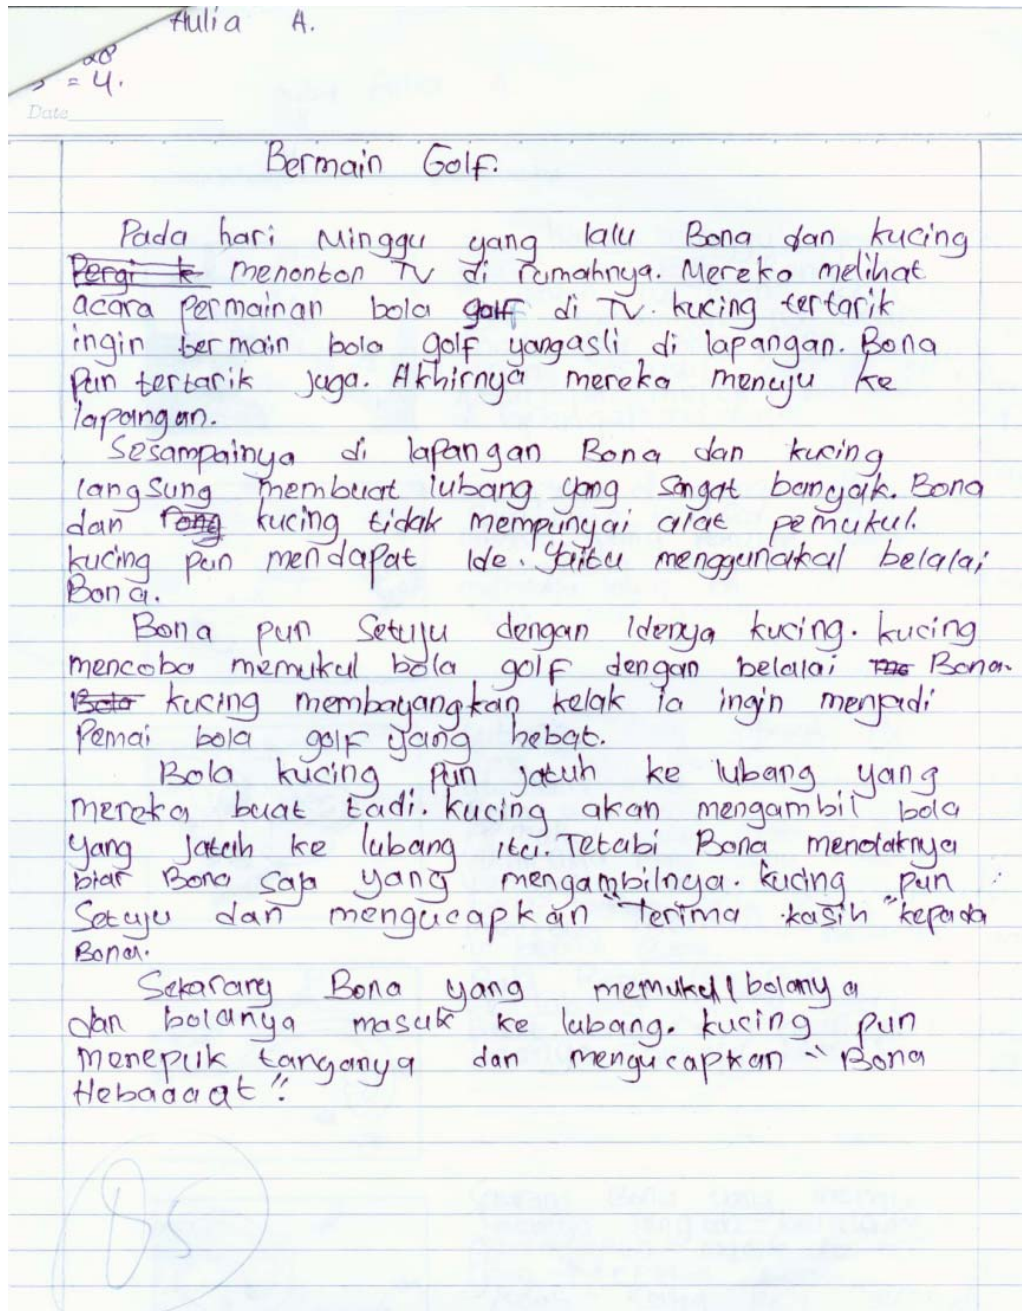 Aulia A.
28
= 4.
Date
Bermain Golf.
Pada hari Minggu yang lalu Bona dan kucing
Pergi k menonton TV di rumahnya. Mereka melihat
acara permainan bola golf di TV. kucing tertarik
ingin bermain bola golf yangasli di lapangan. Bona
pun tertarik juga. Akhirnya mereka menuju ke
lapangan.
Sesampainya di lapangan Bona dan kucing
langsung membuat lubang yang sangat banyak. Bona
dan kucing tidak mempunyai alat pemukul.
kucing pun mendapat Ide. Yaitu menggunakal belalai
Bona.
Bona pun setuju dengan Idenya kucing. kucing
mencoba memukul bola golf dengan belalai Bona.
Bola kucing membayangkan kelak ia ingin menjadi
Pemai bola golf yang hebat.
Bola kucing pun jatuh ke lubang yang
mereka buat tadi. kucing akan mengambil bola
yang jatuh ke lubang itu. Tetabi Bona menolaknya
biar Bona saja yang mengambilnya. kucing pun
Setuju dan mengucapkan "Terima kasih" kepada
Bona.
Sekarang Bona yang memukul bolanya
dan bolanya masuk ke lubang. kucing pun
menepuk tanganya dan mengucapkan "Bona
Hebaaaat".
85